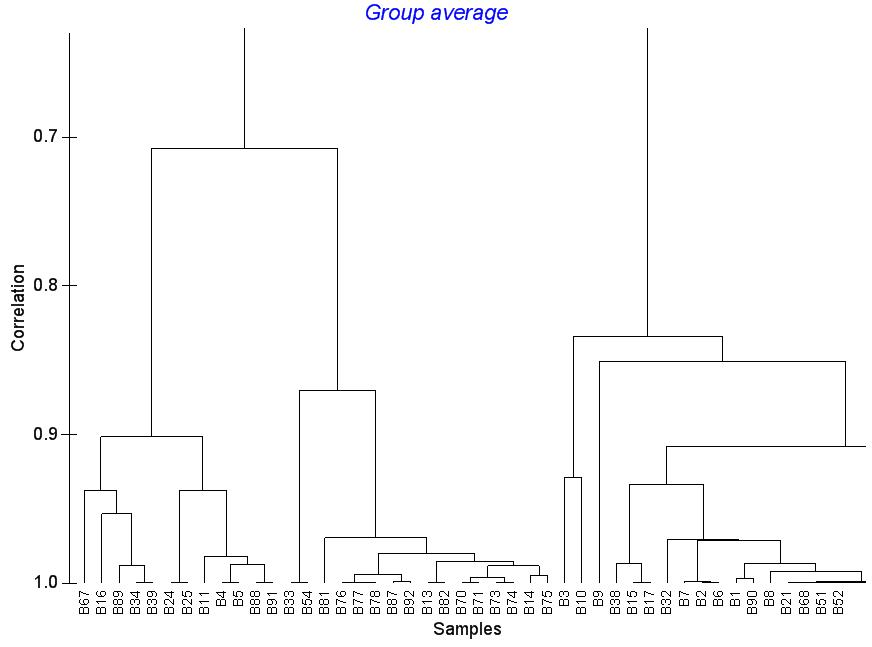 Group average
0.7
0.8
0.9
1.0
Correlation
B67 B16 B89 B34 B39 B24 B25 B11 B4 B5 B88 B91 B33 B54 B81 B76 B77 B78 B87 B92 B13 B82 B70 B71 B73 B74 B14 B75 B3 B10 B9 B38 B15 B17 B32 B7 B2 B6 B1 B90 B8 B21 B68 B51 B52
Samples